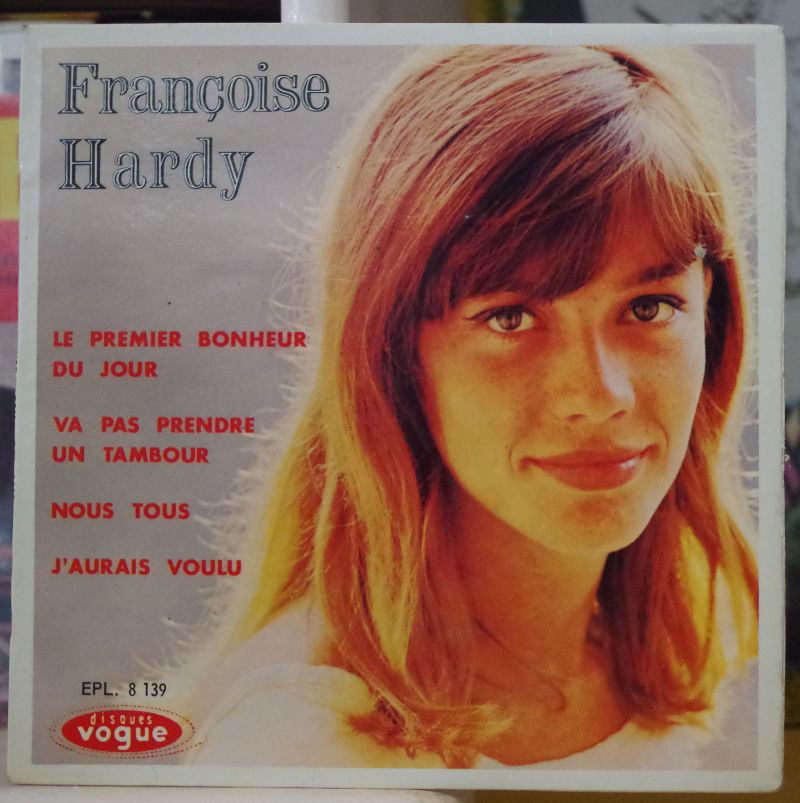 Françoise
Hardy
LE PREMIER BONHEUR
DU JOUR
VA PAS PRENDRE
UN TAMBOUR
NOUS TOUS
J'AURAIS VOULU
EPL. 8 139
disques
vogue